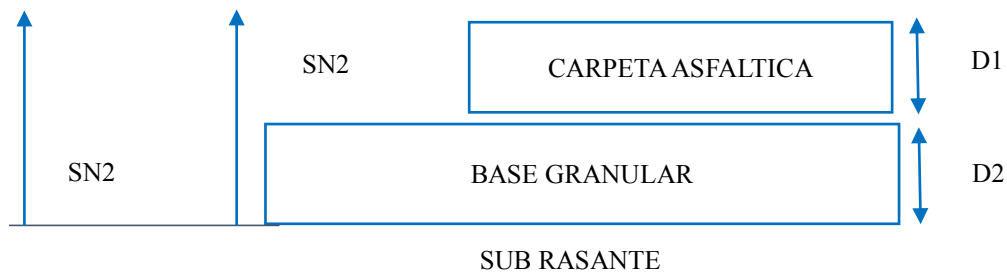 SN2
CARPETA ASFALTICA
D1
SN2
BASE GRANULAR
D2
SUB RASANTE